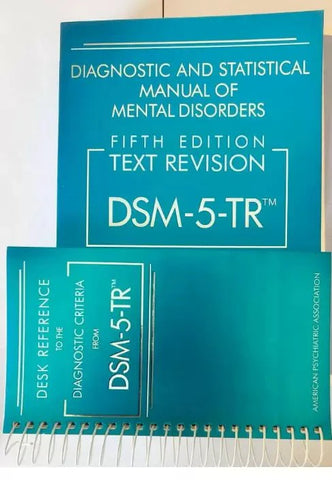 DIAGNOSTIC AND STATISTICAL
MANUAL OF
MENTAL DISORDERS
FIFTH EDITION
TEXT REVISION
DSM-5-TR™
DESK REFERENCE
TO THE
DIAGNOSTIC CRITERIA
FROM
DSM-5-TR™
AMERICAN PSYCHIATRIC ASSOCIATION